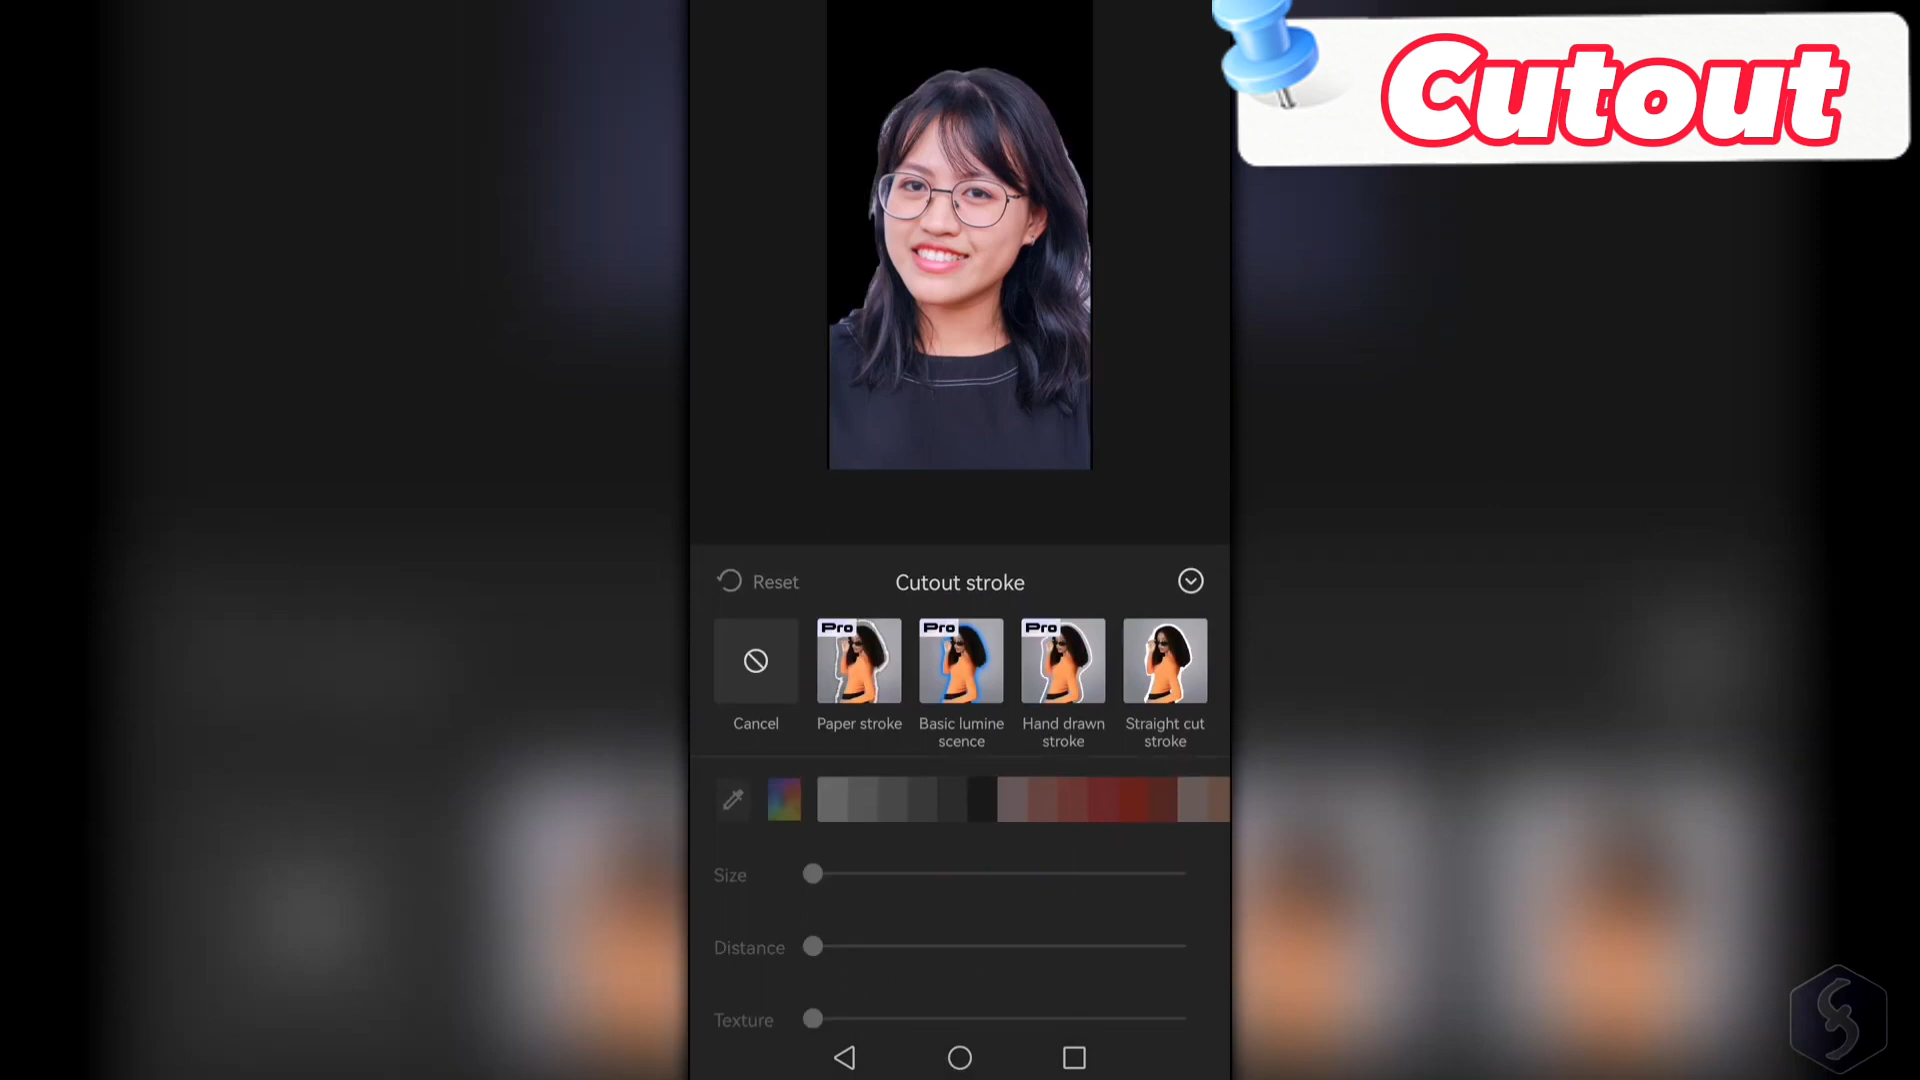 Cutout
Reset
Cutout stroke
Pro
Pro
Pro
Cancel
Paper stroke
Basic lumine
scence
Hand drawn
stroke
Straight cut
stroke
Size
Distance
Texture